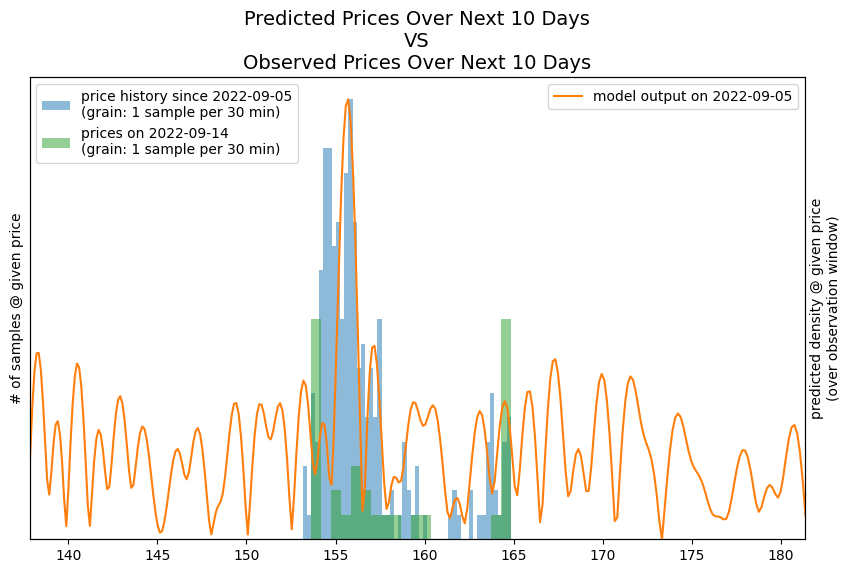 Predicted Prices Over Next 10 Days
VS
Observed Prices Over Next 10 Days
price history since 2022-09-05
(grain: 1 sample per 30 min)
prices on 2022-09-14
(grain: 1 sample per 30 min)
model output on 2022-09-05
# of samples @ given price
predicted density @ given price
(over observation window)
140 145 150 155 160 165 170 175 180